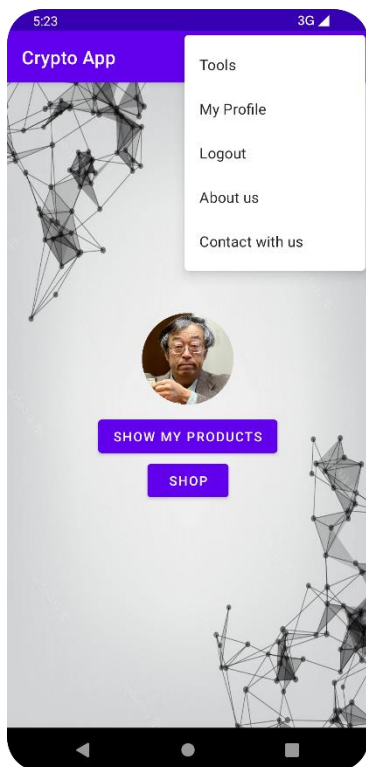 5:23
3G
Crypto App
Tools
My Profile
Logout
About us
Contact with us
SHOW MY PRODUCTS
SHOP